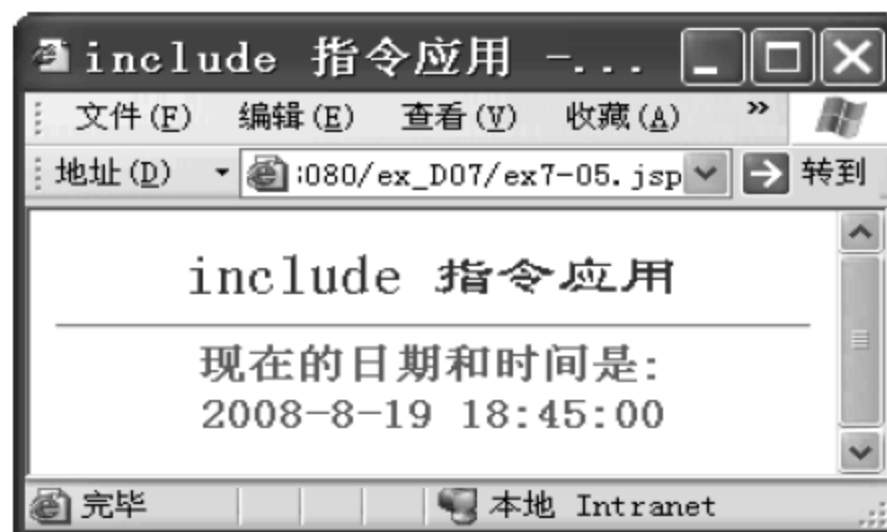 include 指令应用 -...
文件(F) 编辑(E) 查看(V) 收藏(A) »
地址(D) :080/ex_D07/ex7-05.jsp 转到
include 指令应用
现在的日期和时间是:
2008-8-19 18:45:00
完毕 本地 Intranet